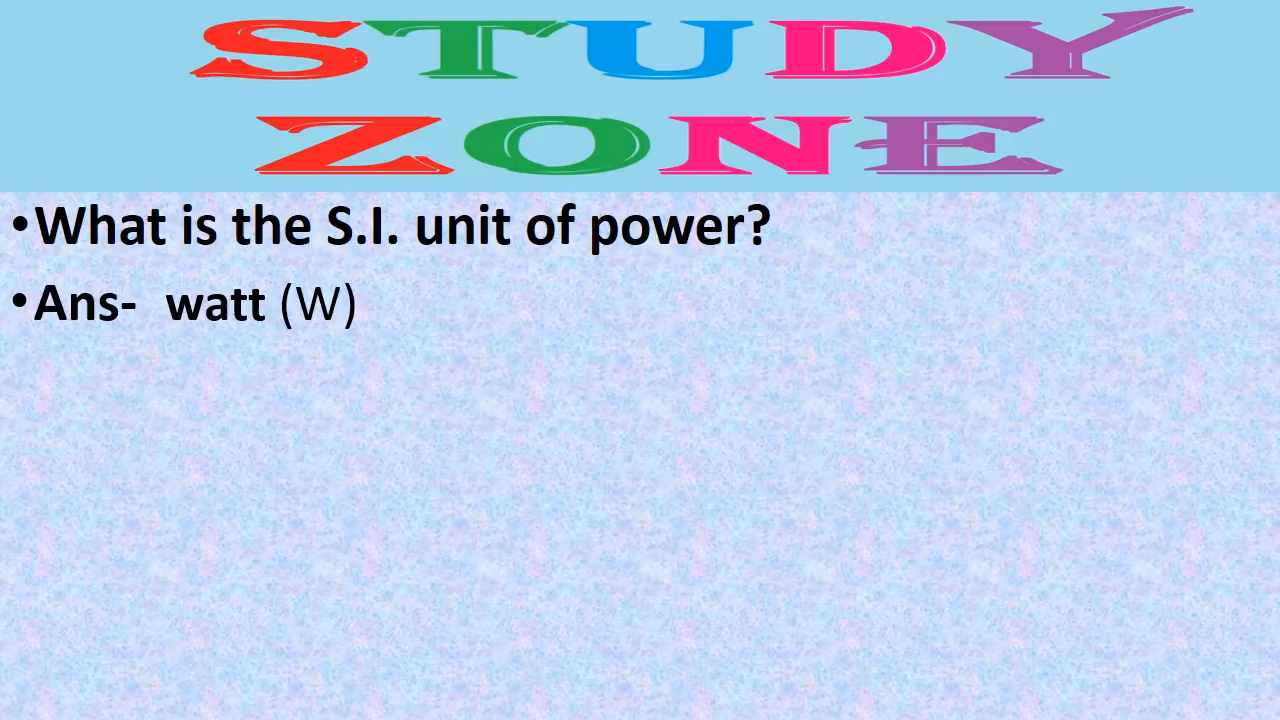 STUDY
ZONE
•What is the S.I. unit of power?
•Ans- watt (W)